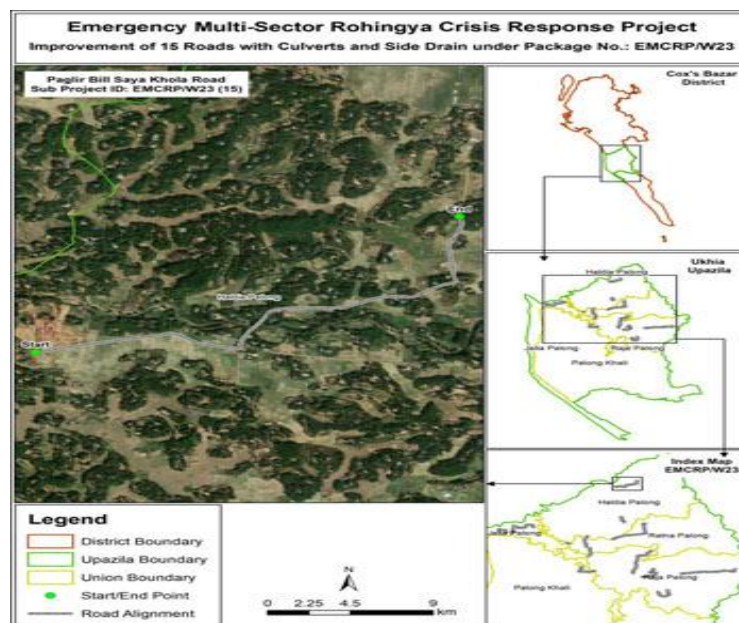 Emergency Multi-Sector Rohingya Crisis Response Project
Improvement of 15 Roads with Culverts and Side Drain under Package No.: EMCRP/W23
Paglir Bill Saya Khola Road
Sub Project ID: EMCRP/W23 (15)
End
Haldia Palong
Start
Cox's Bazar
District
Ukhia
Upazila
Haldia Palong
Jalia Palong
Raja Palong
Palong Khali
Index Map
EMCRP/W23
Haldia Palong
Jalia Palong
Ratna Palong
Raja Palong
Palong Khali
Legend
District Boundary
Upazila Boundary
Union Boundary
Start/End Point
Road Alignment
N
0 2.25 4.5 9
km